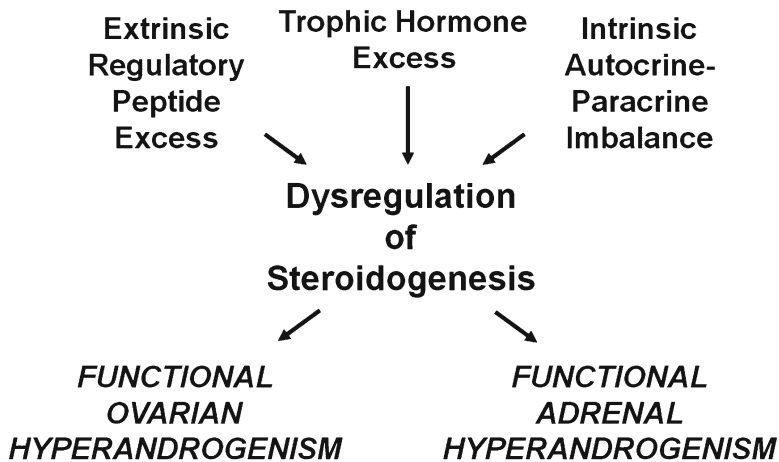 Extrinsic
Regulatory
Peptide
Excess
Trophic Hormone
Excess
Intrinsic
Autocrine-
Paracrine
Imbalance
Dysregulation
of
Steroidogenesis
FUNCTIONAL
OVARIAN
HYPERANDROGENISM
FUNCTIONAL
ADRENAL
HYPERANDROGENISM